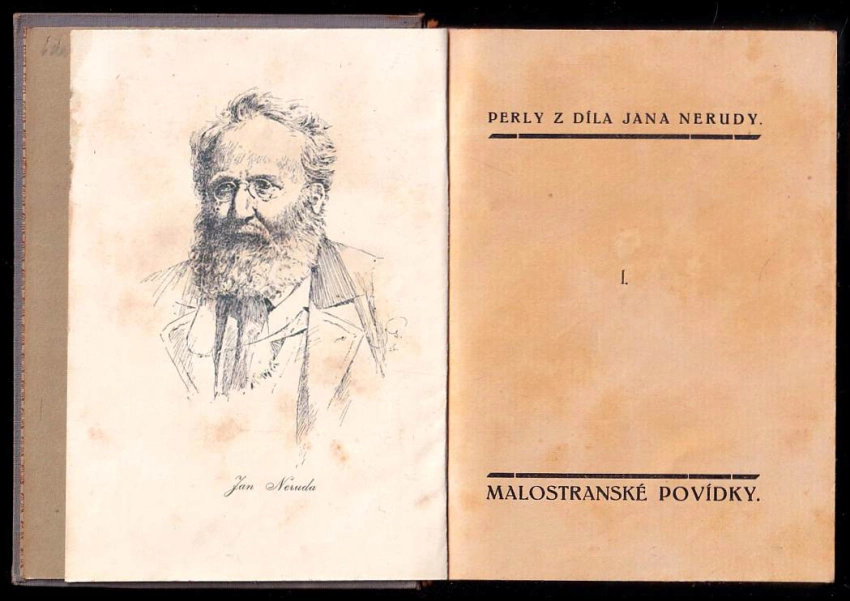 Jan Neruda
PERLY Z DÍLA JANA NERUDY.
I.
MALOSTRANSKÉ POVÍDKY.